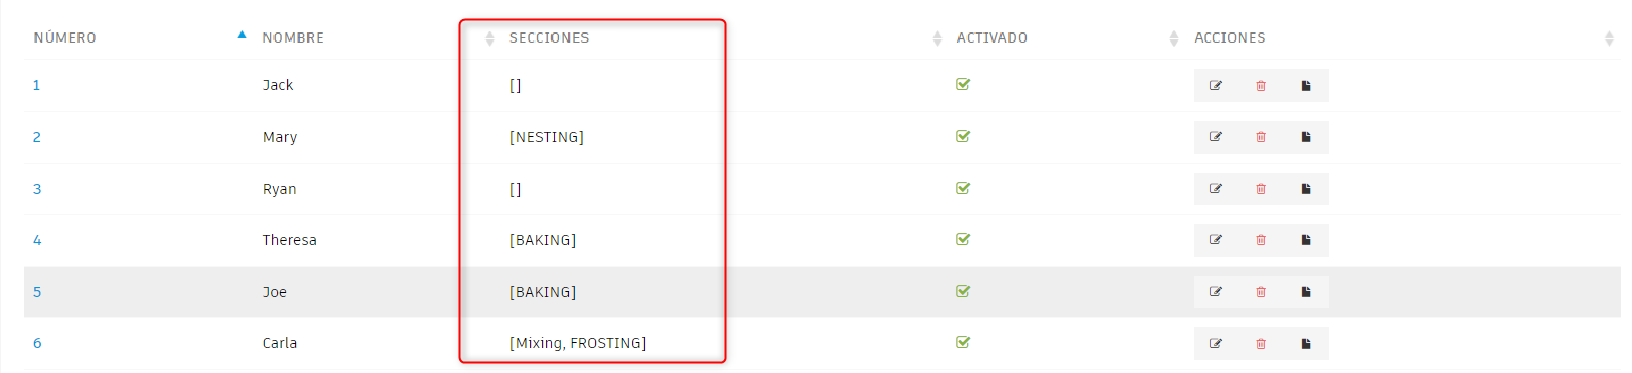 NÚMERO NOMBRE SECCIONES ACTIVADO ACCIONES
1 Jack []
2 Mary [NESTING]
3 Ryan []
4 Theresa [BAKING]
5 Joe [BAKING]
6 Carla [Mixing, FROSTING]